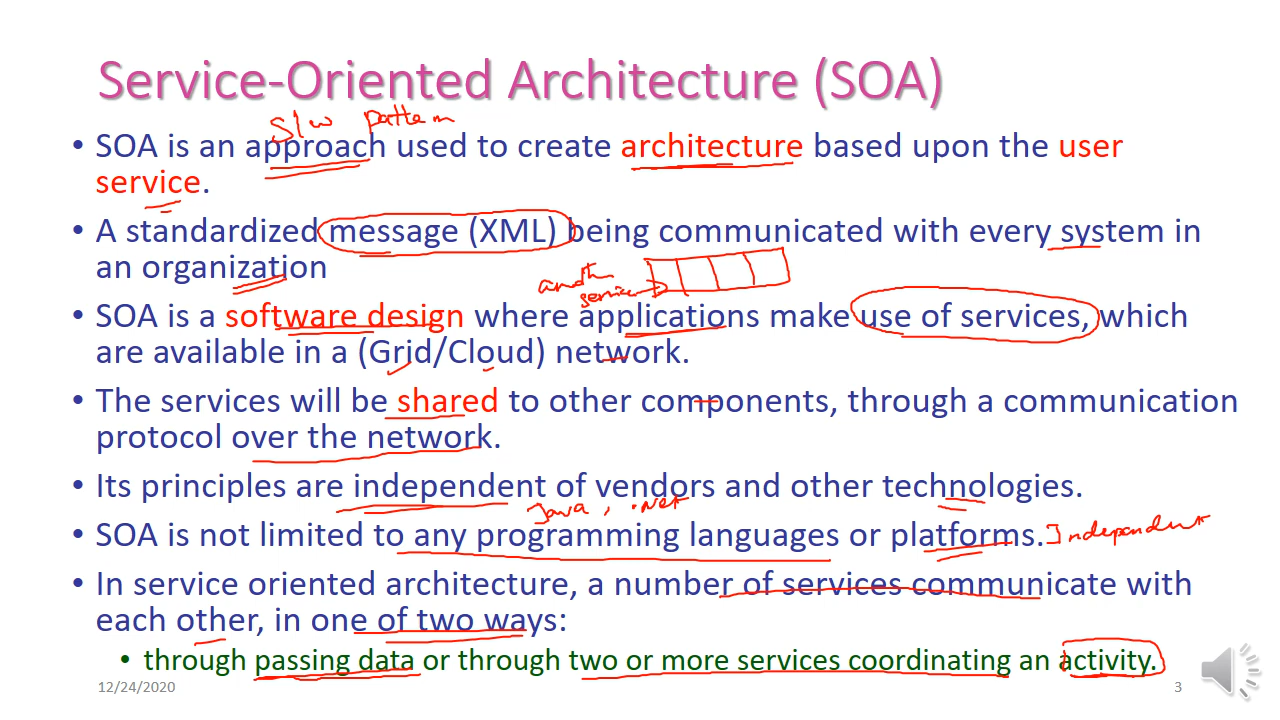 Service-Oriented Architecture (SOA)
Slw pattern
• SOA is an approach used to create architecture based upon the user
service.
• A standardized message (XML) being communicated with every system in
an organization
service
• SOA is a software design where applications make use of services, which
are available in a (Grid/Cloud) network.
• The services will be shared to other components, through a communication
protocol over the network.
• Its principles are independent of vendors and other technologies.
Java, .Net
• SOA is not limited to any programming languages or platforms. Independent
• In service oriented architecture, a number of services communicate with
each other, in one of two ways:
• through passing data or through two or more services coordinating an activity.
12/24/2020
3